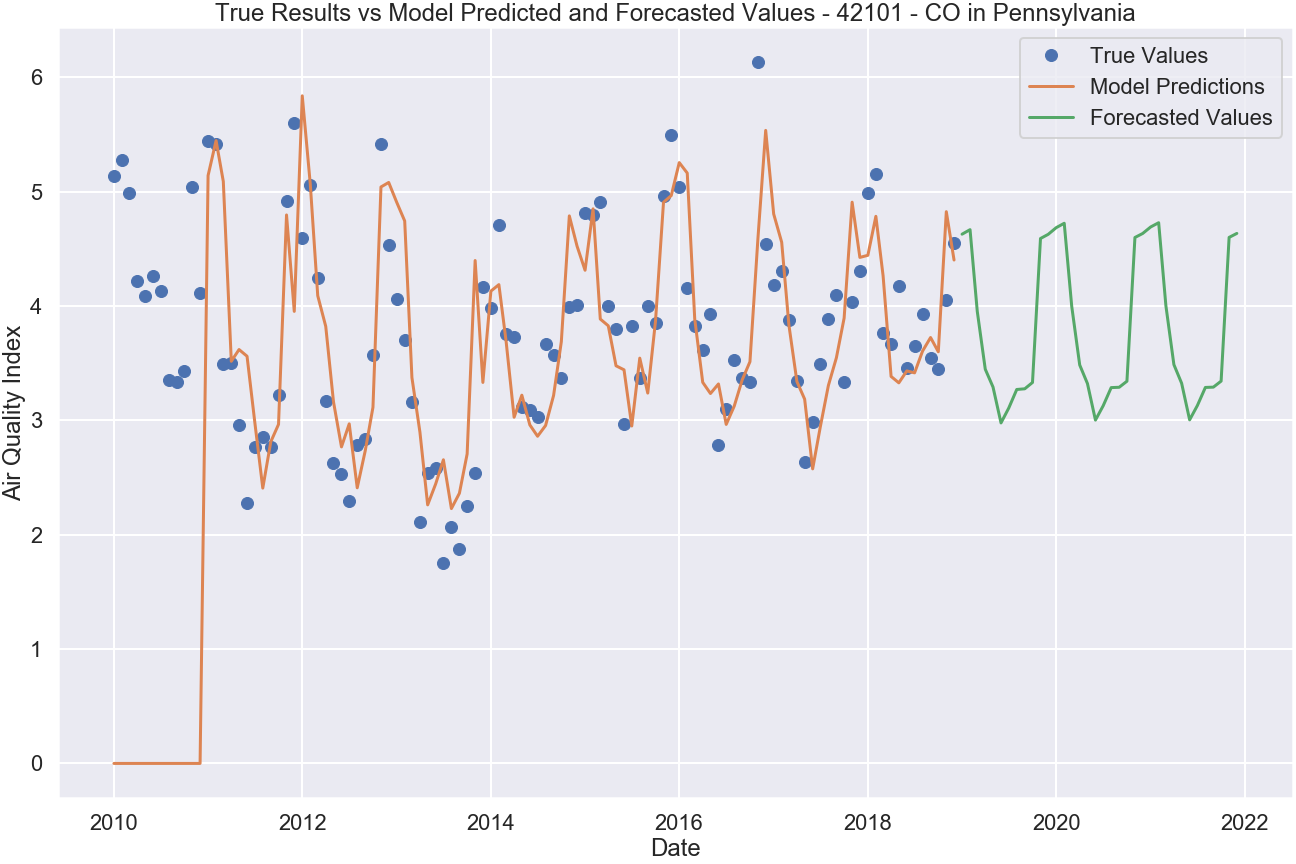 True Results vs Model Predicted and Forecasted Values - 42101 - CO in Pennsylvania
True Values
Model Predictions
Forecasted Values
Air Quality Index
6
5
4
3
2
1
0
2010 2012 2014 2016 2018 2020 2022
Date